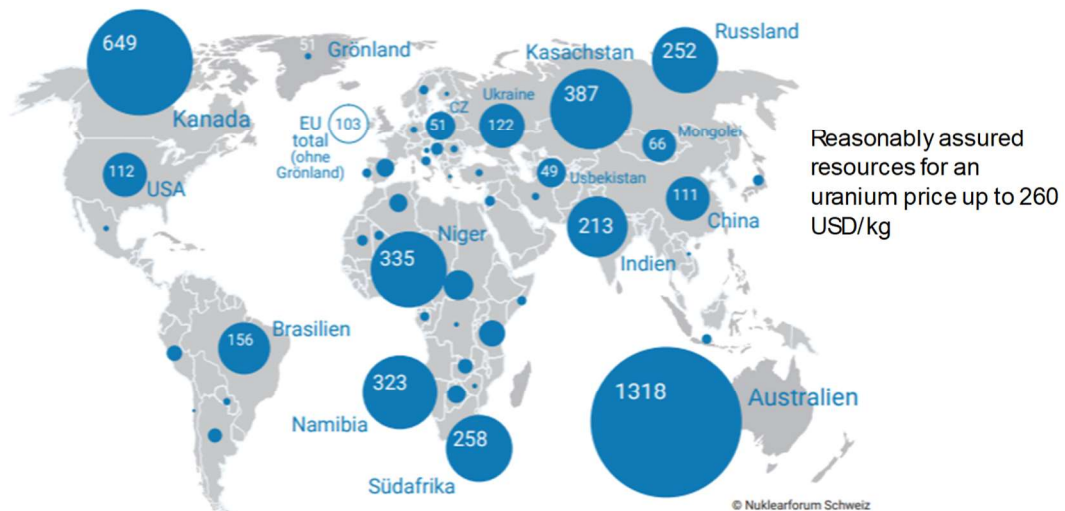 649
Kanada
51
Grönland
Kasachstan
387
Russland
252
EU
total
(ohne
Grönland)
103
CZ
51
Ukraine
122
Mongolei
66
112
USA
49
Usbekistan
111
China
213
Indien
Niger
335
156
Brasilien
323
Namibia
258
Südafrika
1318
Australien
Reasonably assured
resources for an
uranium price up to 260
USD/kg
© Nuklearforum Schweiz